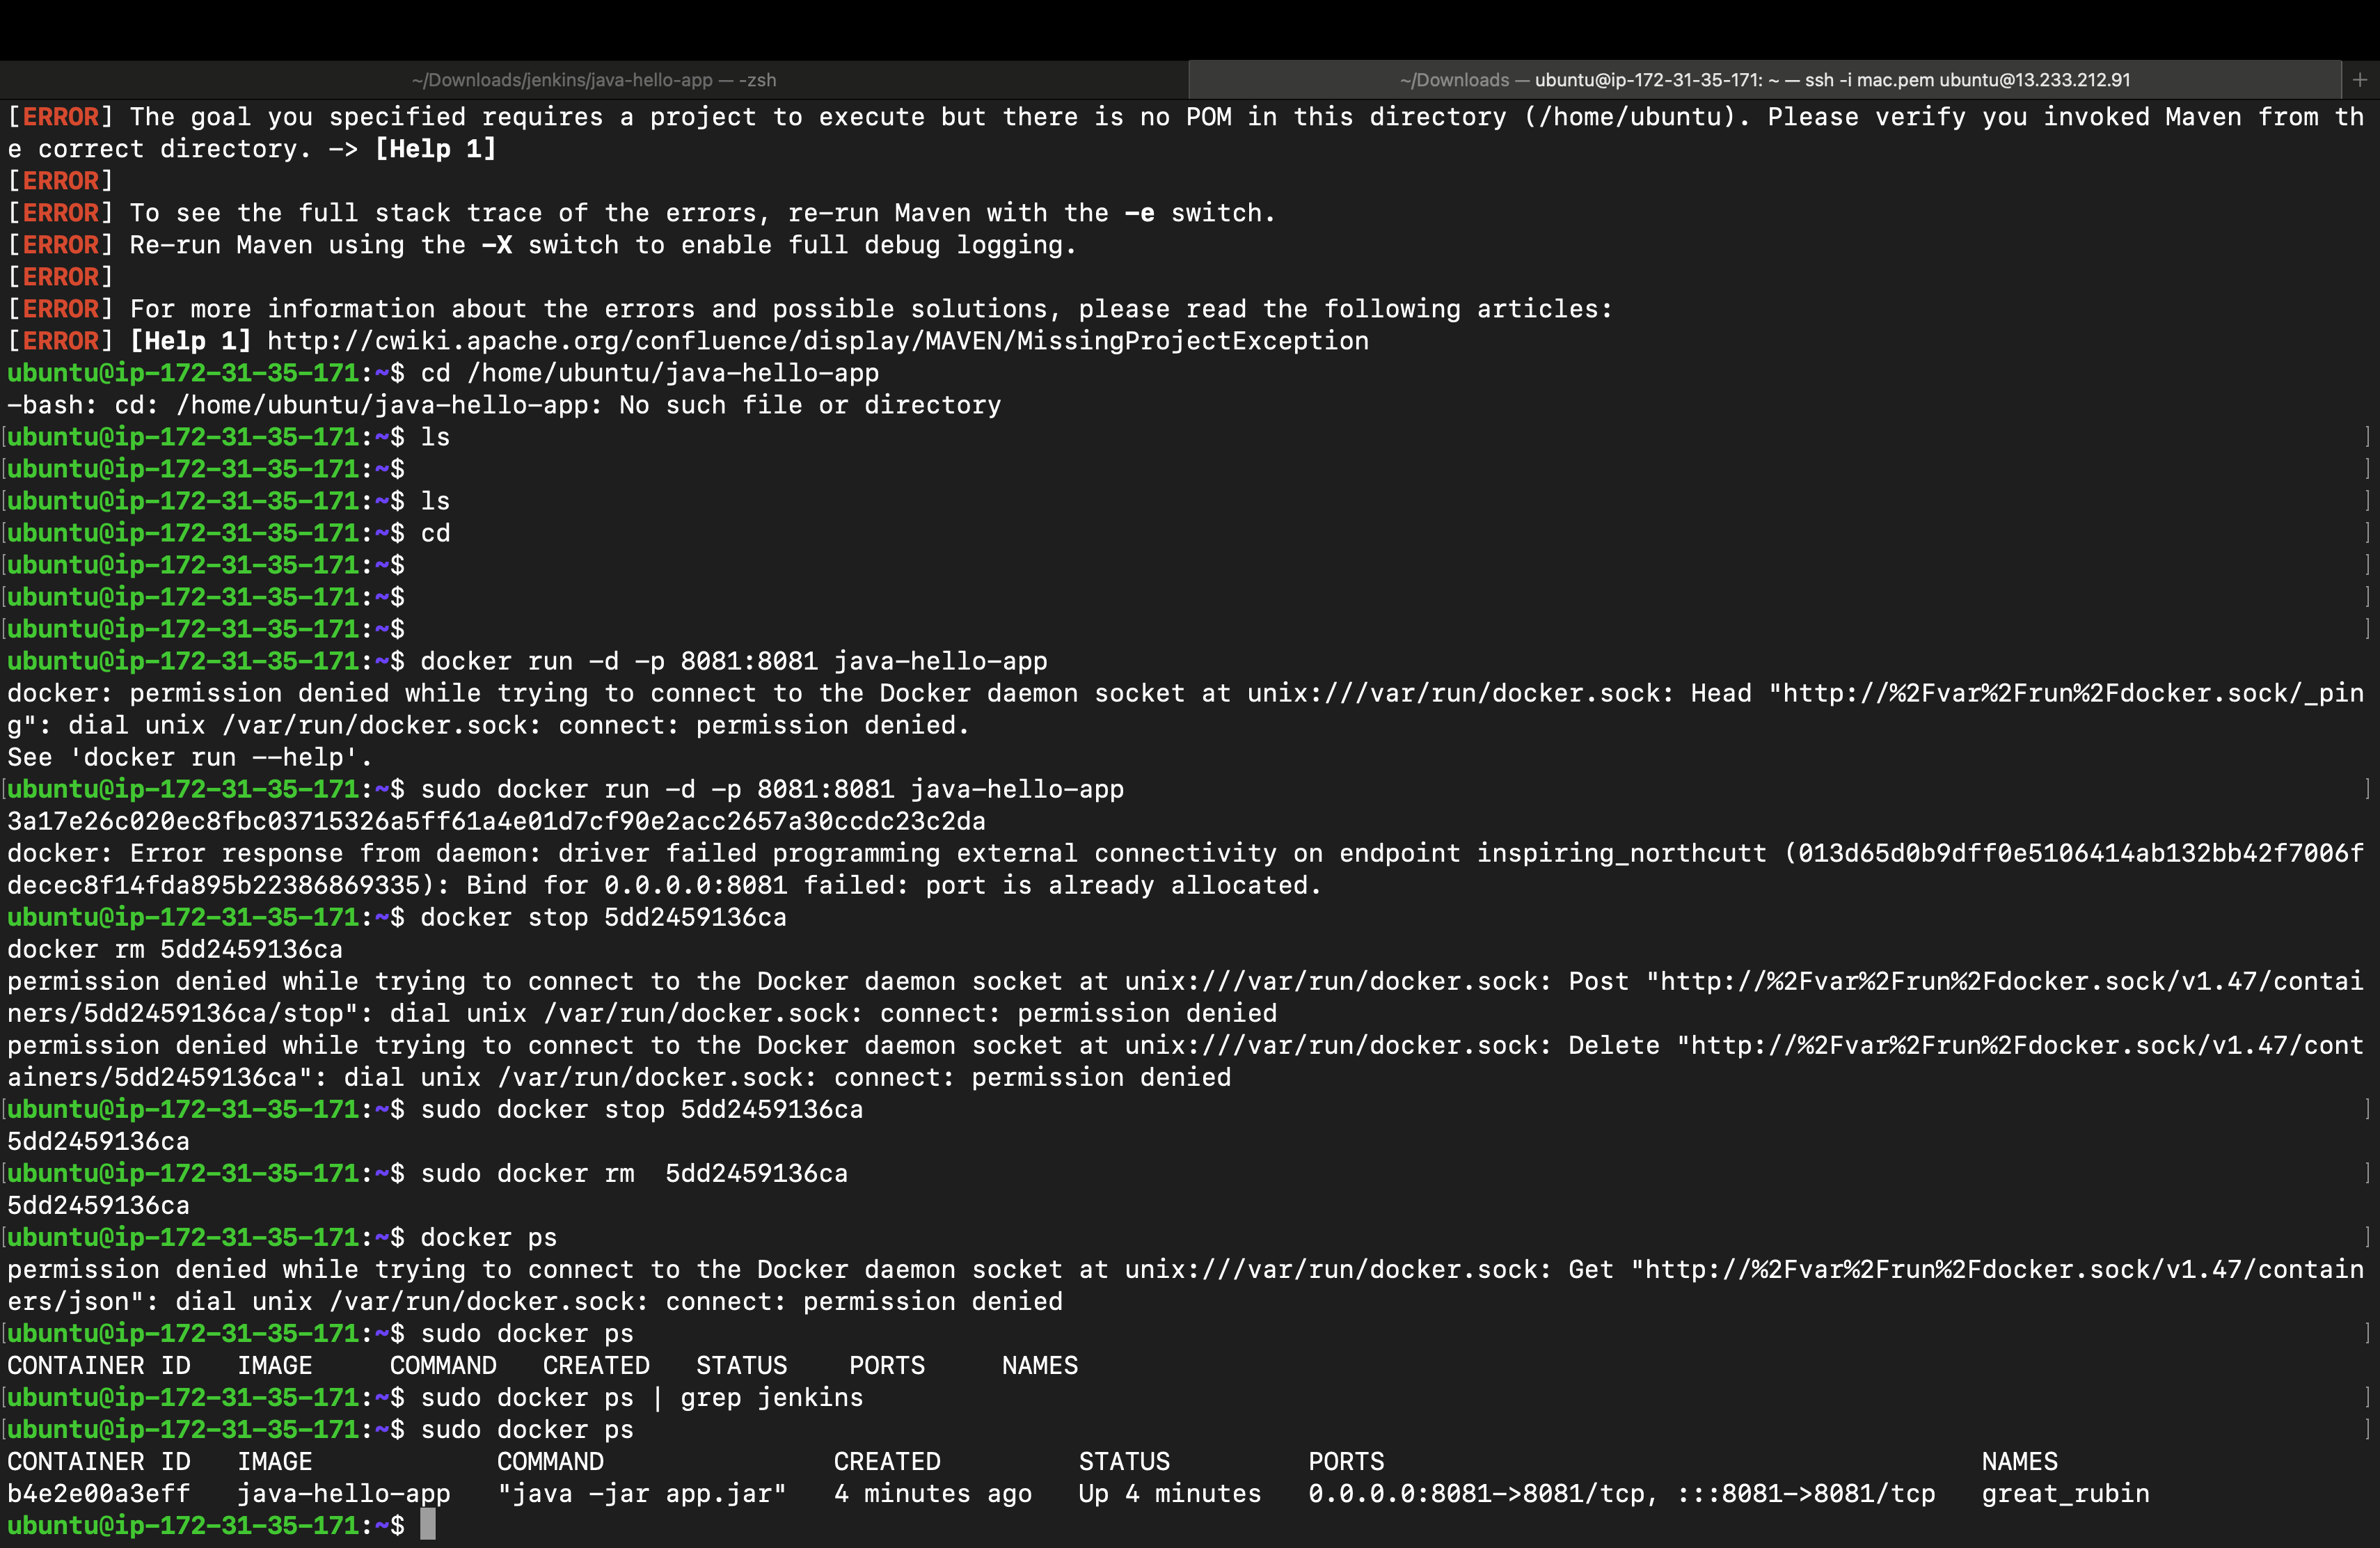 ~/Downloads/jenkins/java-hello-app — -zsh
~/Downloads — ubuntu@ip-172-31-35-171: ~ — ssh -i mac.pem ubuntu@13.233.212.91 +
[ERROR] The goal you specified requires a project to execute but there is no POM in this directory (/home/ubuntu). Please verify you invoked Maven from th
e correct directory. -> [Help 1]
[ERROR]
[ERROR] To see the full stack trace of the errors, re-run Maven with the -e switch.
[ERROR] Re-run Maven using the -X switch to enable full debug logging.
[ERROR]
[ERROR] For more information about the errors and possible solutions, please read the following articles:
[ERROR] [Help 1] http://cwiki.apache.org/confluence/display/MAVEN/MissingProjectException
ubuntu@ip-172-31-35-171:~$ cd /home/ubuntu/java-hello-app
-bash: cd: /home/ubuntu/java-hello-app: No such file or directory
[ubuntu@ip-172-31-35-171:~$ ls ]
[ubuntu@ip-172-31-35-171:~$ ]
[ubuntu@ip-172-31-35-171:~$ ls ]
[ubuntu@ip-172-31-35-171:~$ cd ]
[ubuntu@ip-172-31-35-171:~$ ]
[ubuntu@ip-172-31-35-171:~$ ]
[ubuntu@ip-172-31-35-171:~$ ]
ubuntu@ip-172-31-35-171:~$ docker run -d -p 8081:8081 java-hello-app
docker: permission denied while trying to connect to the Docker daemon socket at unix:///var/run/docker.sock: Head "http://%2Fvar%2Frun%2Fdocker.sock/_pin
g": dial unix /var/run/docker.sock: connect: permission denied.
See 'docker run --help'.
[ubuntu@ip-172-31-35-171:~$ sudo docker run -d -p 8081:8081 java-hello-app ]
3a17e26c020ec8fbc03715326a5ff61a4e01d7cf90e2acc2657a30ccdc23c2da
docker: Error response from daemon: driver failed programming external connectivity on endpoint inspiring_northcutt (013d65d0b9dff0e5106414ab132bb42f7006f
decec8f14fda895b22386869335): Bind for 0.0.0.0:8081 failed: port is already allocated.
ubuntu@ip-172-31-35-171:~$ docker stop 5dd2459136ca
docker rm 5dd2459136ca
permission denied while trying to connect to the Docker daemon socket at unix:///var/run/docker.sock: Post "http://%2Fvar%2Frun%2Fdocker.sock/v1.47/contai
ners/5dd2459136ca/stop": dial unix /var/run/docker.sock: connect: permission denied
permission denied while trying to connect to the Docker daemon socket at unix:///var/run/docker.sock: Delete "http://%2Fvar%2Frun%2Fdocker.sock/v1.47/cont
ainers/5dd2459136ca": dial unix /var/run/docker.sock: connect: permission denied
[ubuntu@ip-172-31-35-171:~$ sudo docker stop 5dd2459136ca ]
5dd2459136ca
[ubuntu@ip-172-31-35-171:~$ sudo docker rm  5dd2459136ca ]
5dd2459136ca
[ubuntu@ip-172-31-35-171:~$ docker ps ]
permission denied while trying to connect to the Docker daemon socket at unix:///var/run/docker.sock: Get "http://%2Fvar%2Frun%2Fdocker.sock/v1.47/contain
ers/json": dial unix /var/run/docker.sock: connect: permission denied
[ubuntu@ip-172-31-35-171:~$ sudo docker ps ]
CONTAINER ID   IMAGE     COMMAND   CREATED   STATUS    PORTS     NAMES
[ubuntu@ip-172-31-35-171:~$ sudo docker ps | grep jenkins ]
[ubuntu@ip-172-31-35-171:~$ sudo docker ps ]
CONTAINER ID   IMAGE            COMMAND               CREATED         STATUS         PORTS                                       NAMES
b4e2e00a3eff   java-hello-app   "java -jar app.jar"   4 minutes ago   Up 4 minutes   0.0.0.0:8081->8081/tcp, :::8081->8081/tcp   great_rubin
ubuntu@ip-172-31-35-171:~$